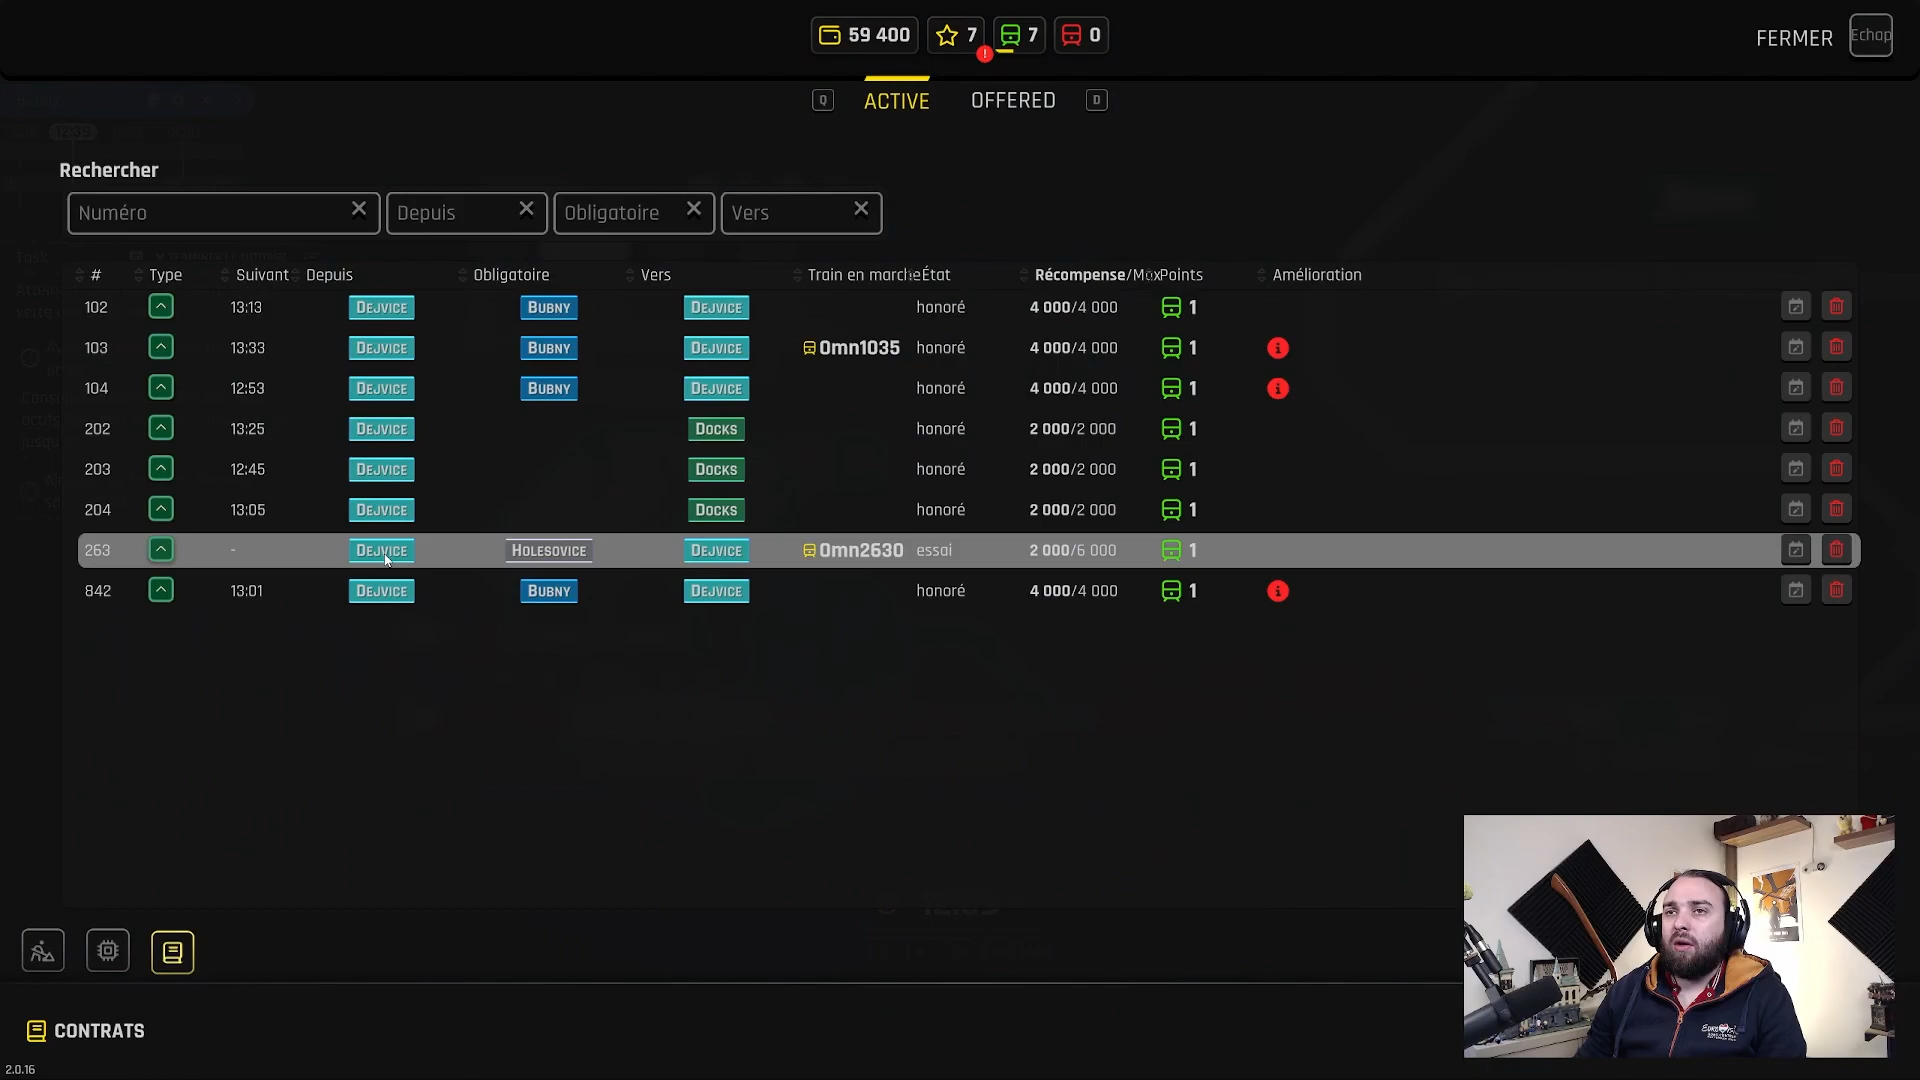 59 400 7 7 0
FERMER Echap
Q ACTIVE OFFERED D
Rechercher
Numéro Depuis Obligatoire Vers
# Type Suivant Depuis Obligatoire Vers Train en marche État Récompense/Max Points Amélioration
102 13:13 DEJVICE BUBNY DEJVICE honoré 4 000/4 000 1
103 13:33 DEJVICE BUBNY DEJVICE Omn1035 honoré 4 000/4 000 1
104 12:53 DEJVICE BUBNY DEJVICE honoré 4 000/4 000 1
202 13:25 DEJVICE DOCKS honoré 2 000/2 000 1
203 12:45 DEJVICE DOCKS honoré 2 000/2 000 1
204 13:05 DEJVICE DOCKS honoré 2 000/2 000 1
263 - DEJVICE HOLESOVICE DEJVICE Omn2630 essai 2 000/6 000 1
842 13:01 DEJVICE BUBNY DEJVICE honoré 4 000/4 000 1
CONTRATS
2.0.16